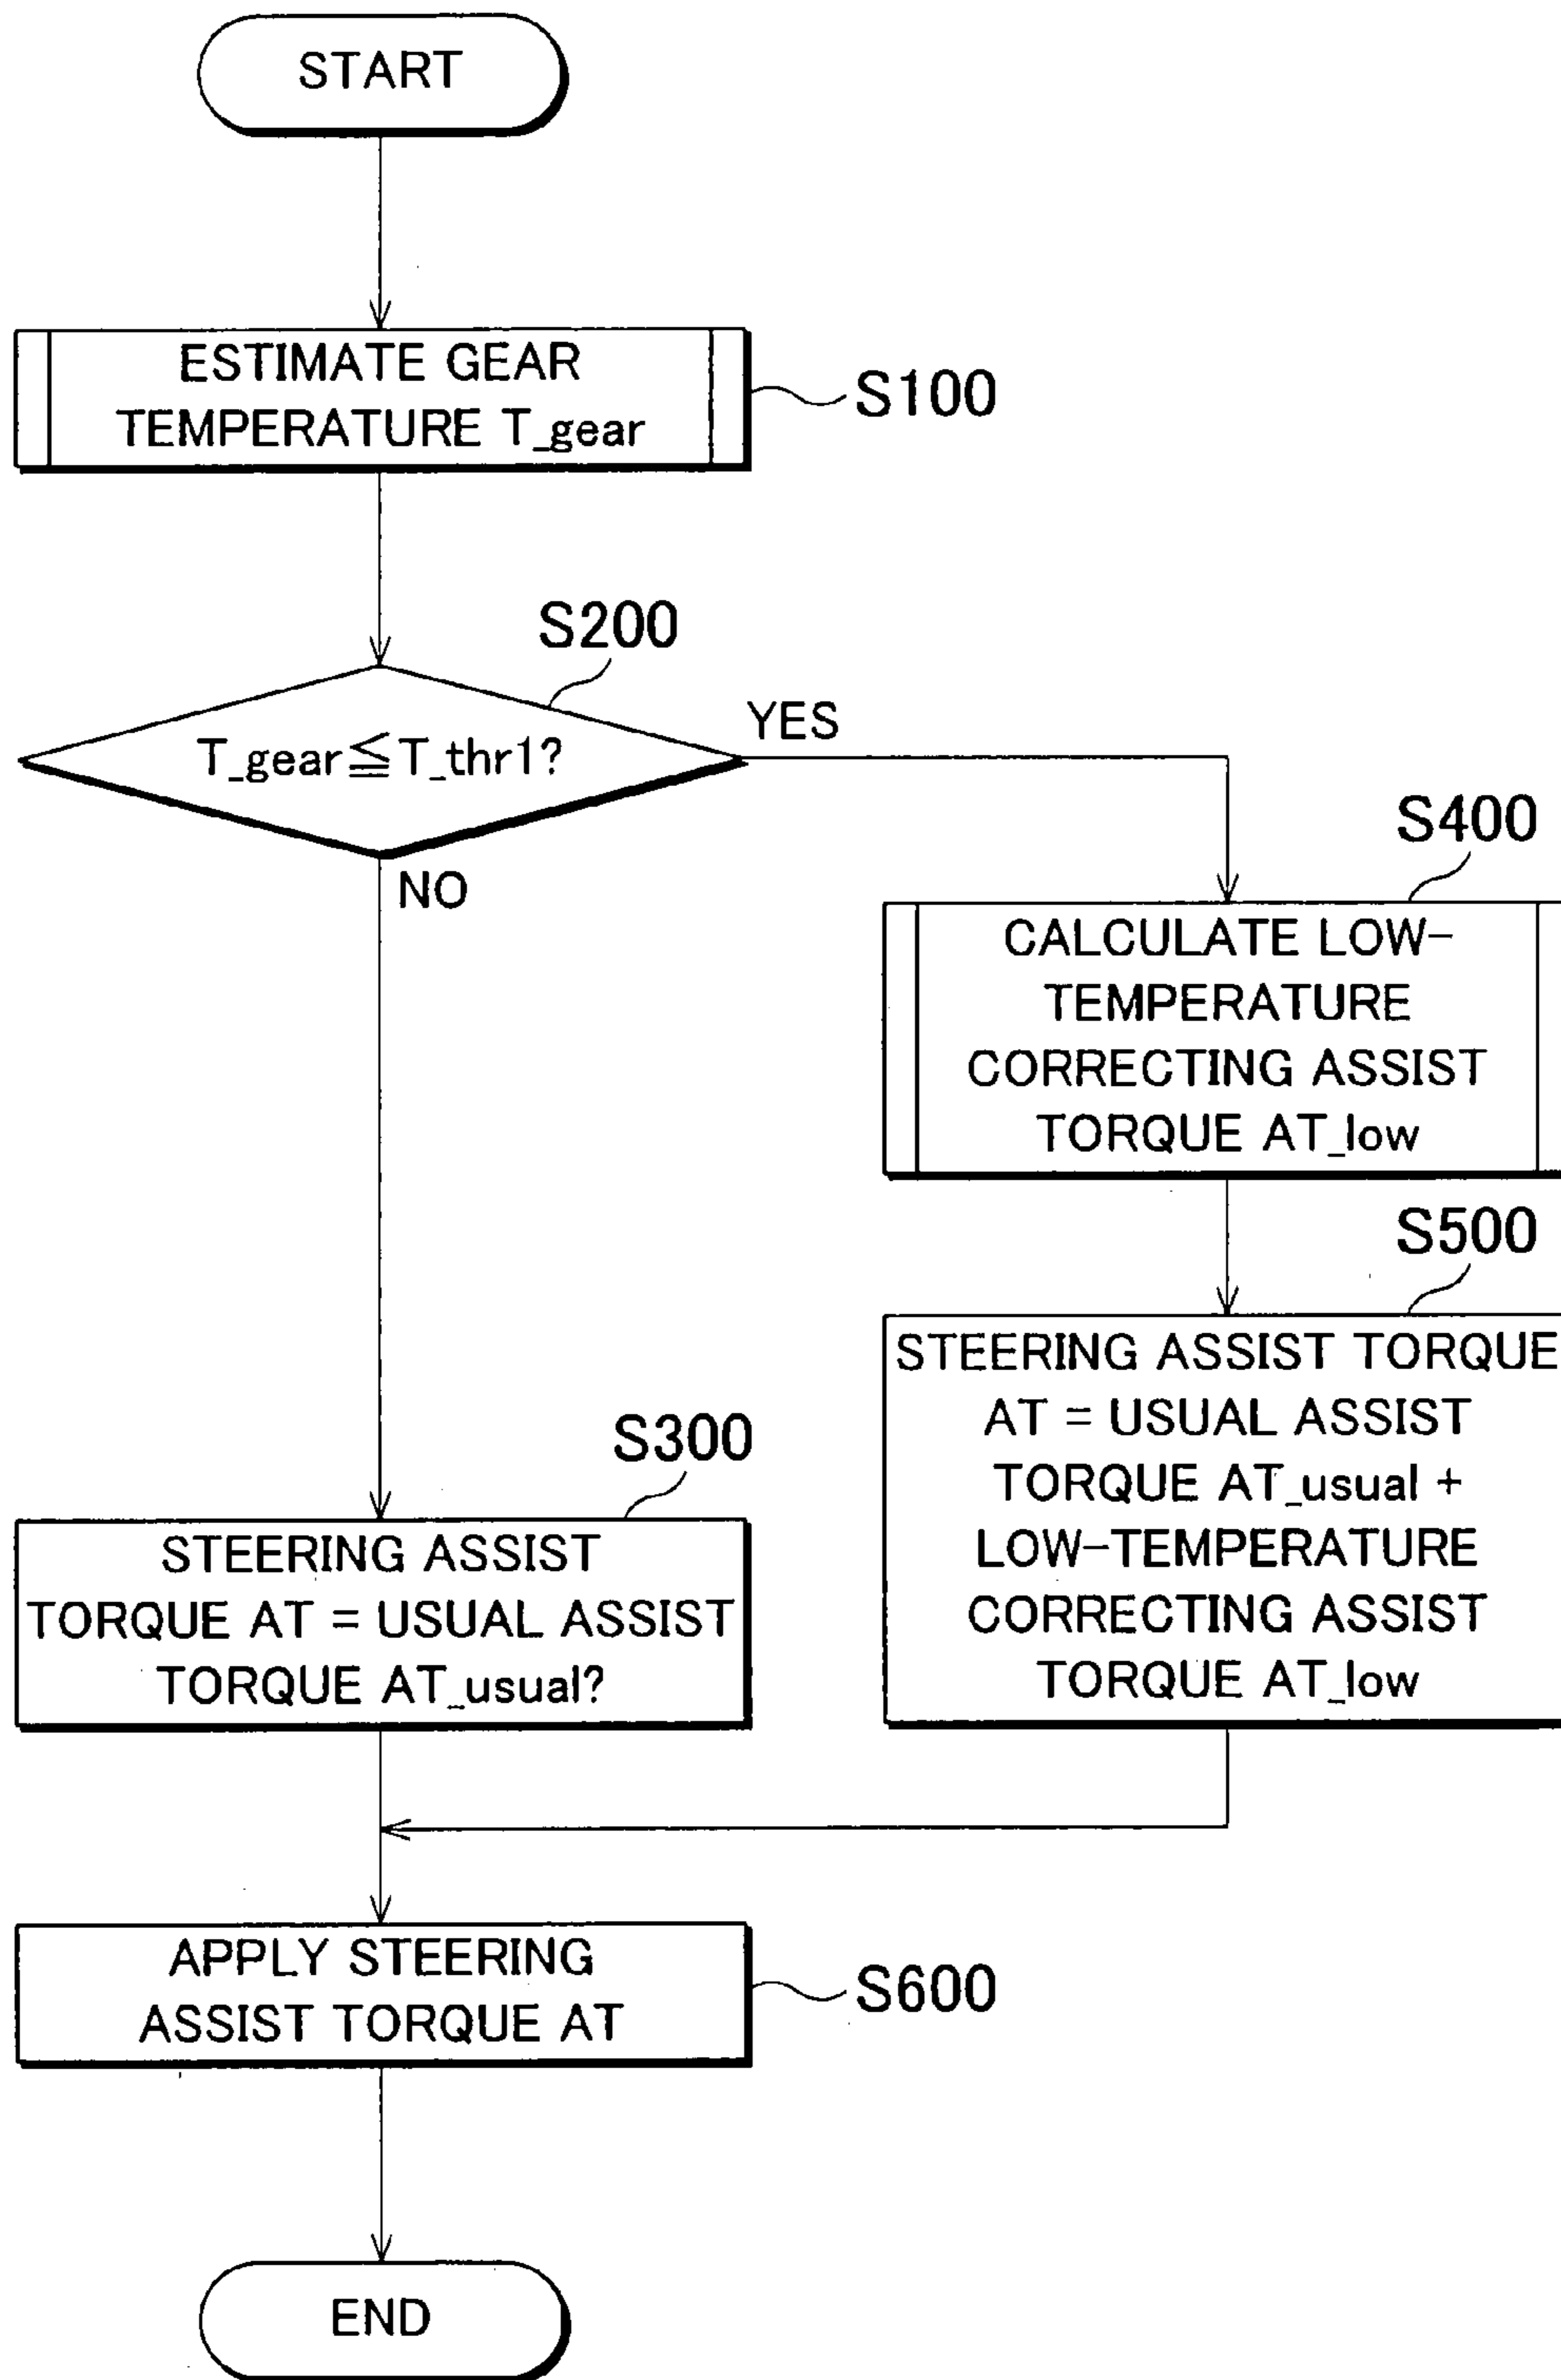 START
ESTIMATE GEAR
TEMPERATURE T_gear
S100
S200
T_gear≦T_thr1?
YES
NO
S400
CALCULATE LOW-
TEMPERATURE
CORRECTING ASSIST
TORQUE AT_low
S500
STEERING ASSIST TORQUE
AT = USUAL ASSIST
TORQUE AT_usual +
LOW-TEMPERATURE
CORRECTING ASSIST
TORQUE AT_low
S300
STEERING ASSIST
TORQUE AT = USUAL ASSIST
TORQUE AT_usual?
APPLY STEERING
ASSIST TORQUE AT
S600
END